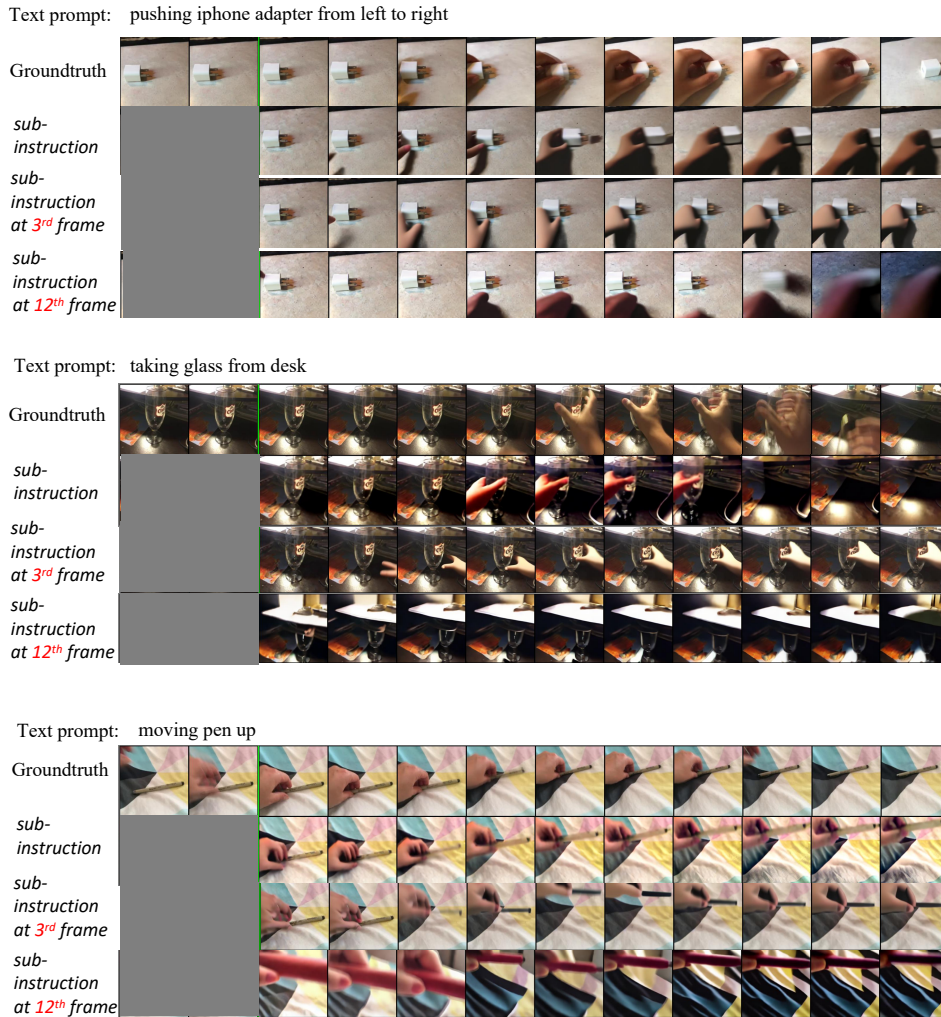 Text prompt: pushing iphone adapter from left to right
Groundtruth
sub-
instruction
sub-
instruction
at 3rd frame
sub-
instruction
at 12th frame
Text prompt: taking glass from desk
Groundtruth
sub-
instruction
sub-
instruction
at 3rd frame
sub-
instruction
at 12th frame
Text prompt: moving pen up
Groundtruth
sub-
instruction
sub-
instruction
at 3rd frame
sub-
instruction
at 12th frame